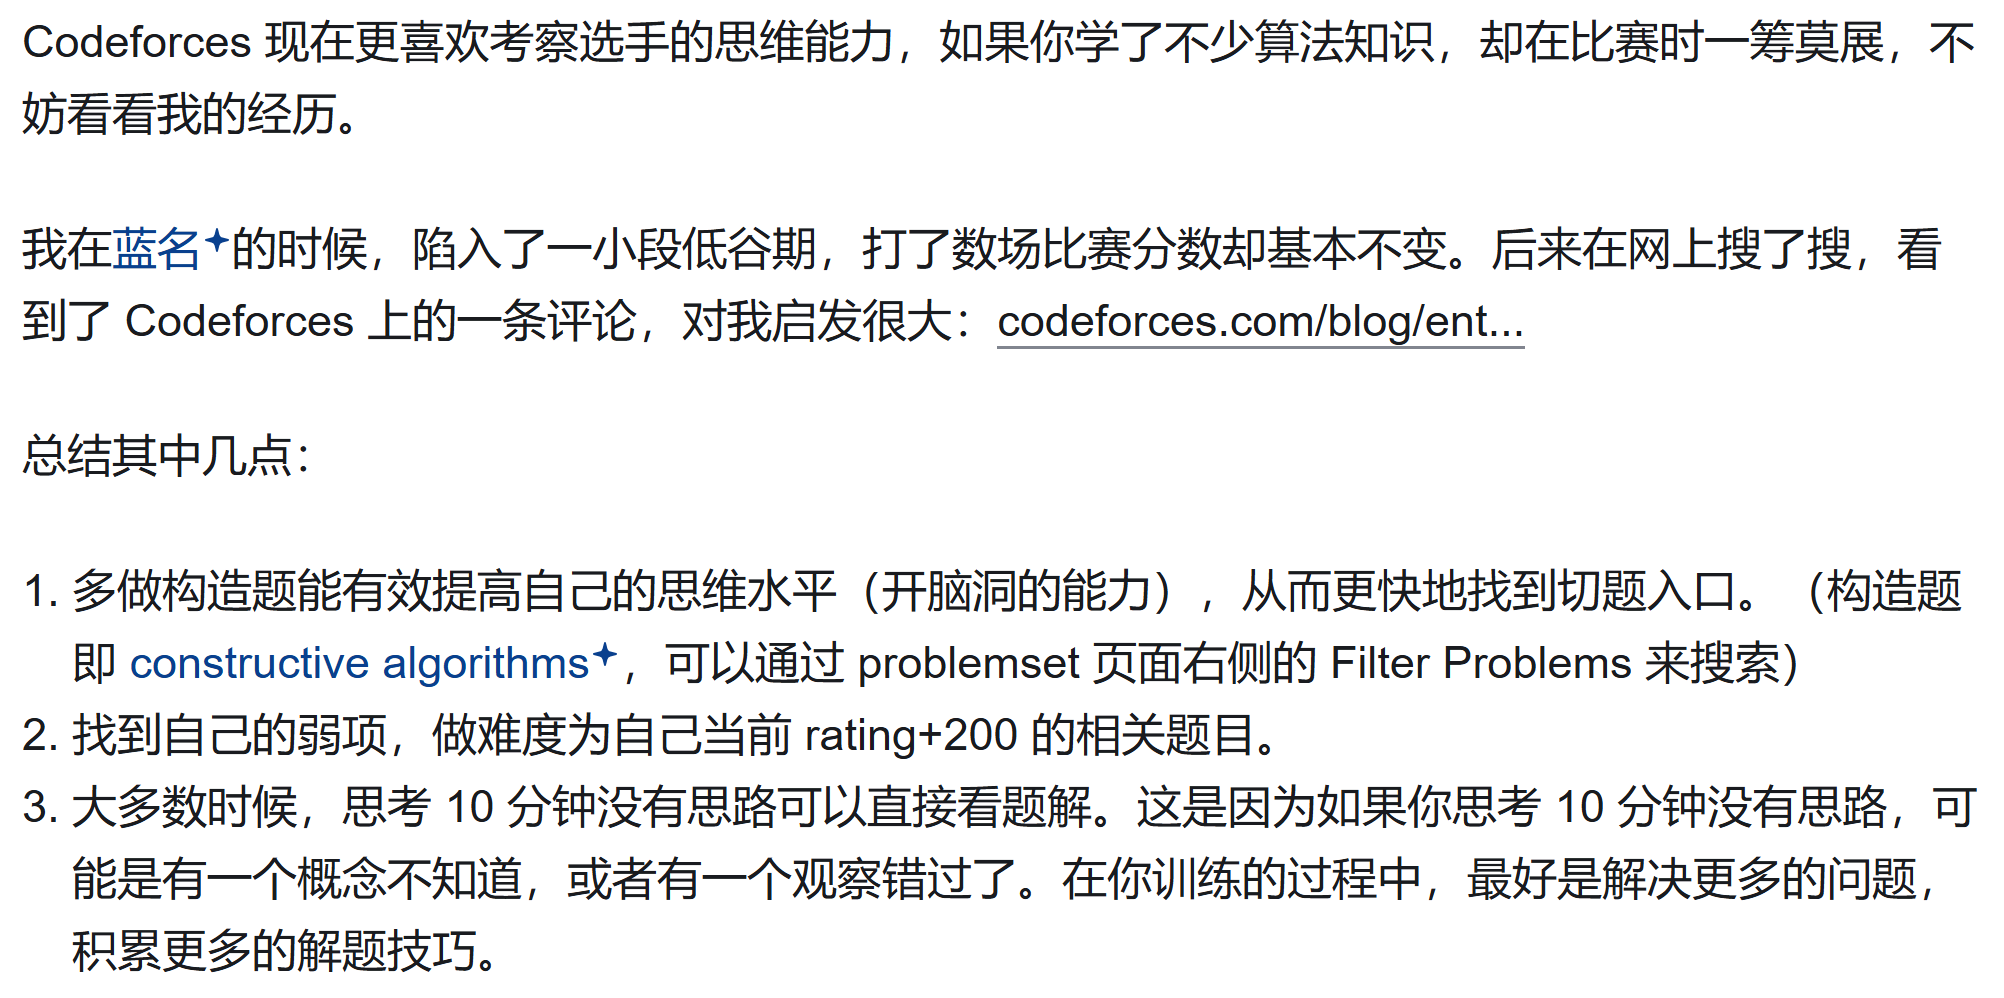 Codeforces 现在更喜欢考察选手的思维能力，如果你学了不少算法知识，却在比赛时一筹莫展，不
妨看看我的经历。
我在蓝名的时候，陷入了一小段低谷期，打了数场比赛分数却基本不变。后来在网上搜了搜，看
到了 Codeforces 上的一条评论，对我启发很大：codeforces.com/blog/ent...
总结其中几点：
1. 多做构造题能有效提高自己的思维水平（开脑洞的能力），从而更快地找到切题入口。（构造题
即 constructive algorithms，可以通过 problemset 页面右侧的 Filter Problems 来搜索）
2. 找到自己的弱项，做难度为自己当前 rating+200 的相关题目。
3. 大多数时候，思考 10 分钟没有思路可以直接看题解。这是因为如果你思考 10 分钟没有思路，可
能是有一个概念不知道，或者有一个观察错过了。在你训练的过程中，最好是解决更多的问题，
积累更多的解题技巧。